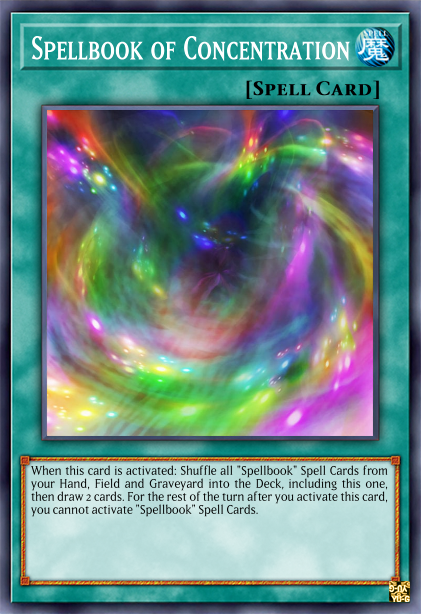 Spellbook of Concentration
SPELL
魔
[Spell Card]
When this card is activated: Shuffle all "Spellbook" Spell Cards from
your Hand, Field and Graveyard into the Deck, including this one,
then draw 2 cards. For the rest of the turn after you activate this card,
you cannot activate "Spellbook" Spell Cards.